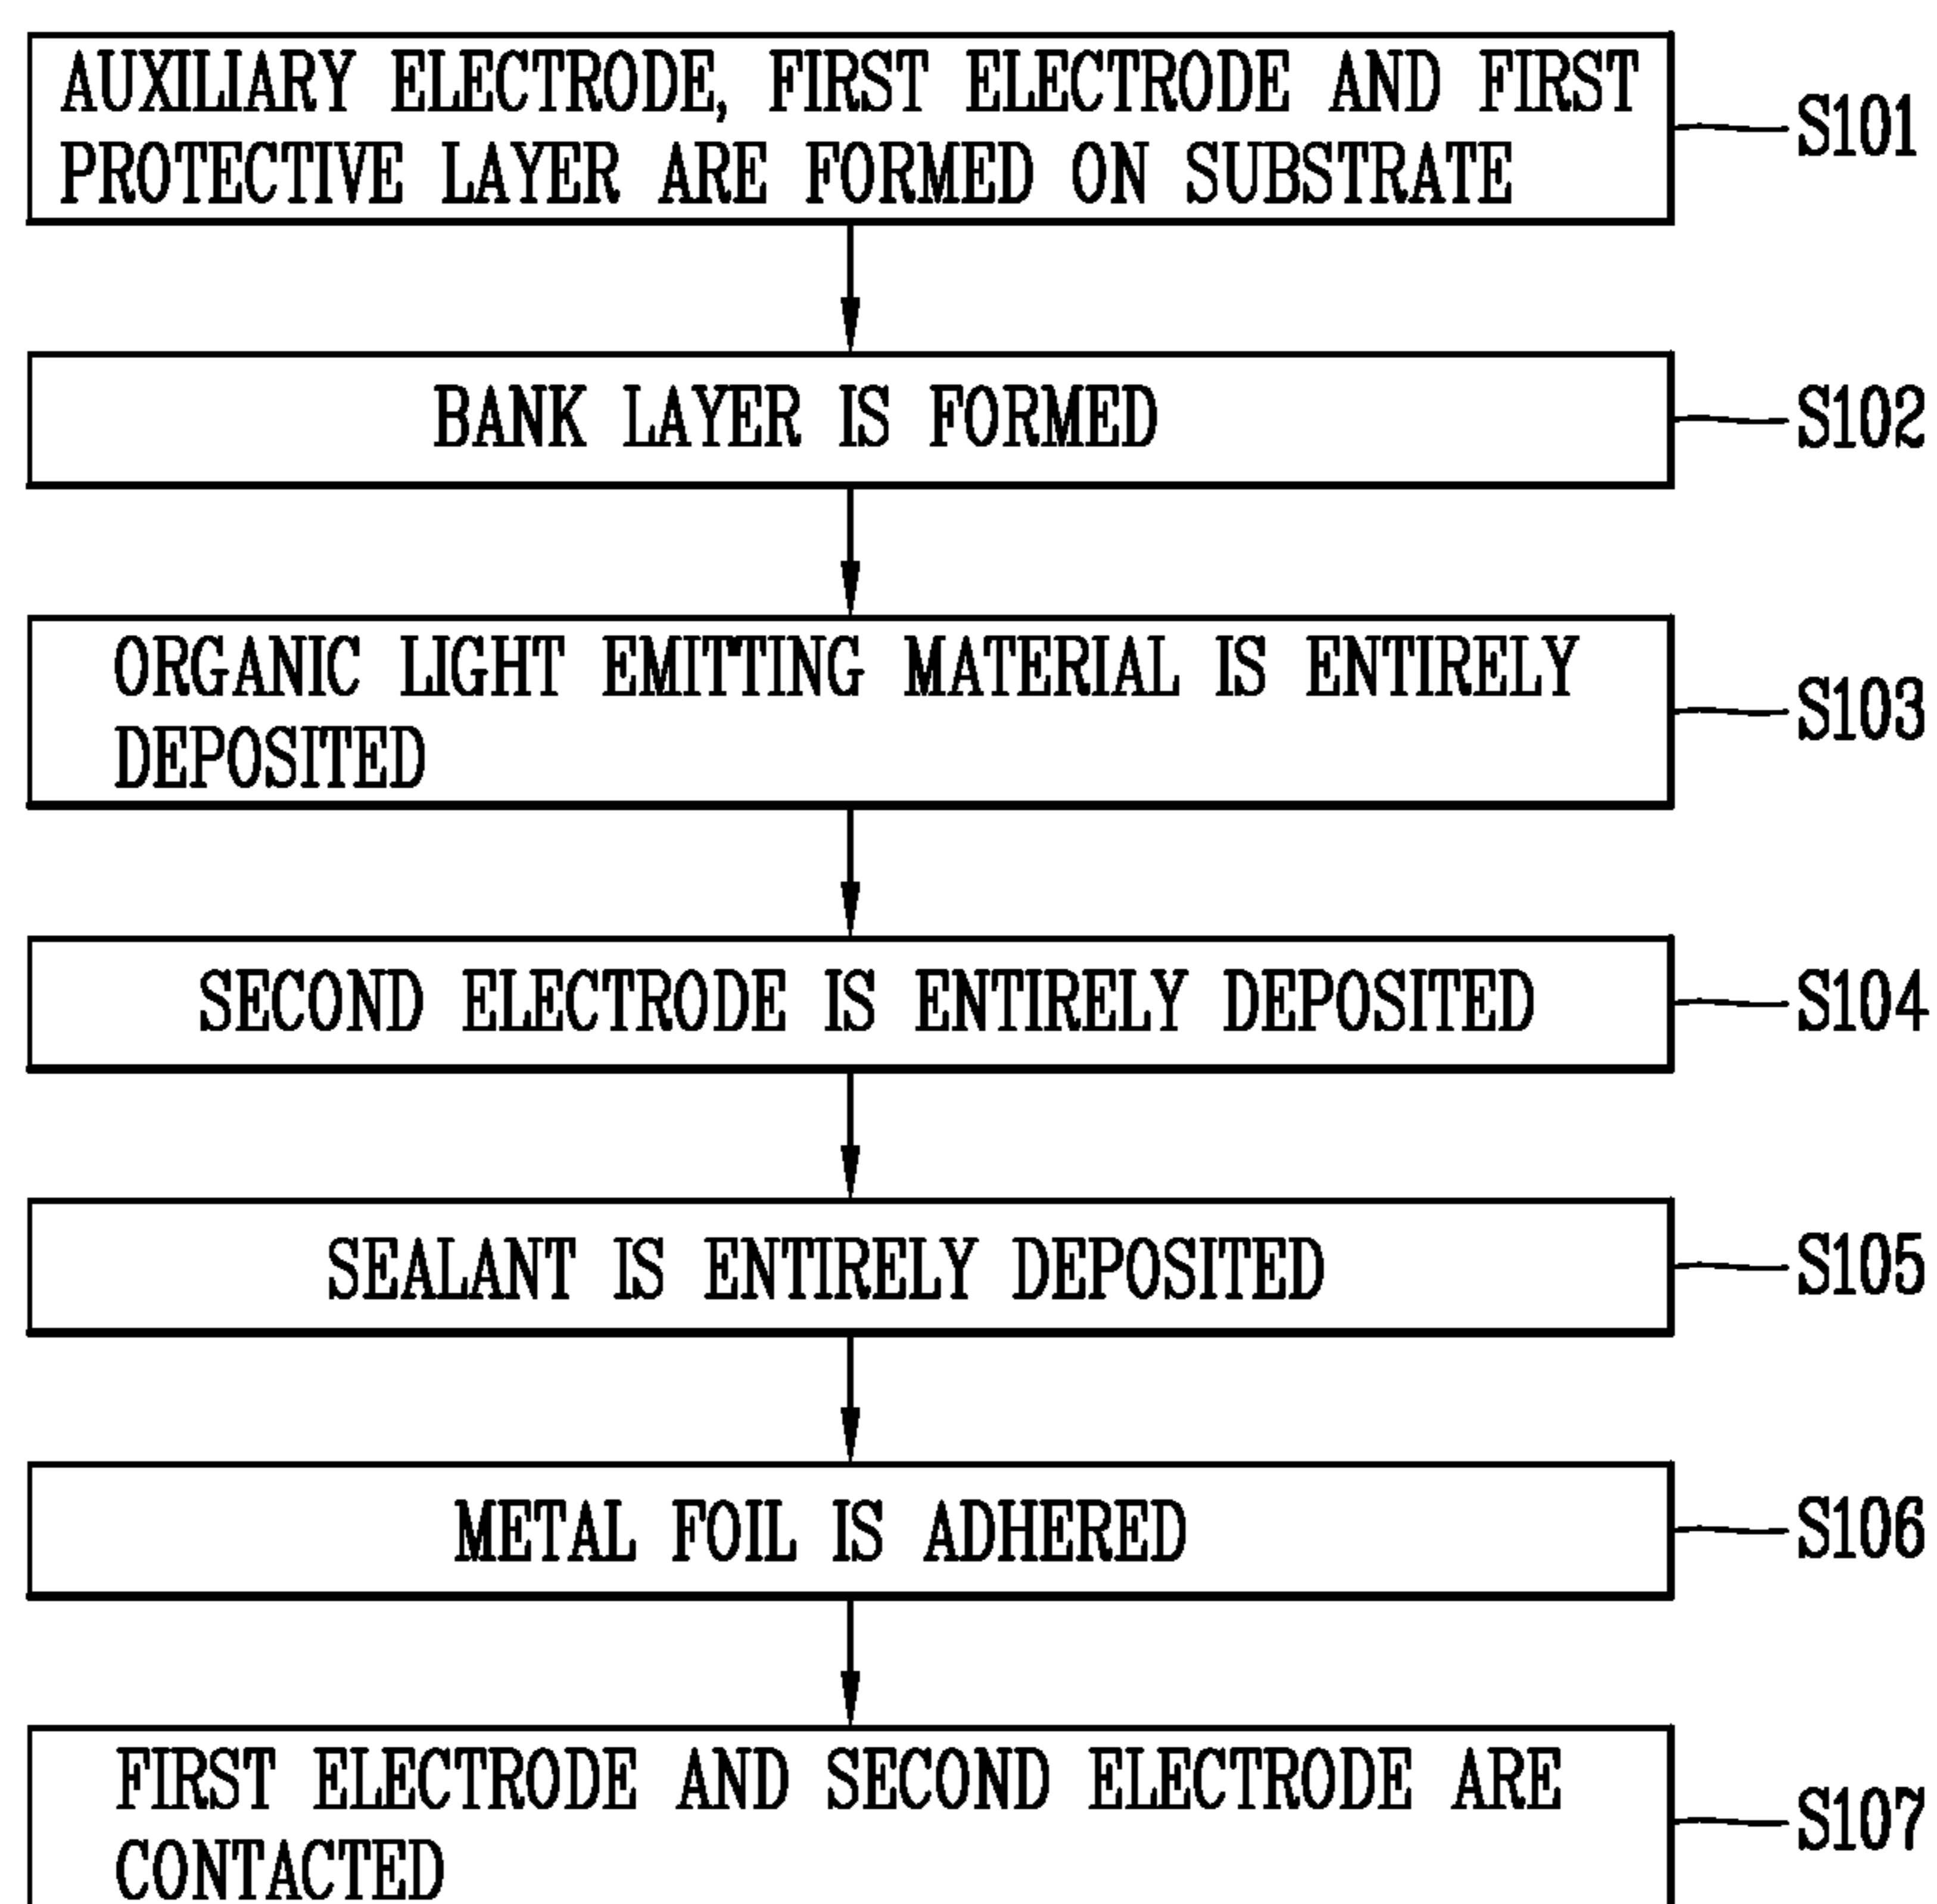 AUXILIARY ELECTRODE, FIRST ELECTRODE AND FIRST
PROTECTIVE LAYER ARE FORMED ON SUBSTRATE
S101
BANK LAYER IS FORMED
S102
ORGANIC LIGHT EMITTING MATERIAL IS ENTIRELY
DEPOSITED
S103
SECOND ELECTRODE IS ENTIRELY DEPOSITED
S104
SEALANT IS ENTIRELY DEPOSITED
S105
METAL FOIL IS ADHERED
S106
FIRST ELECTRODE AND SECOND ELECTRODE ARE
CONTACTED
S107